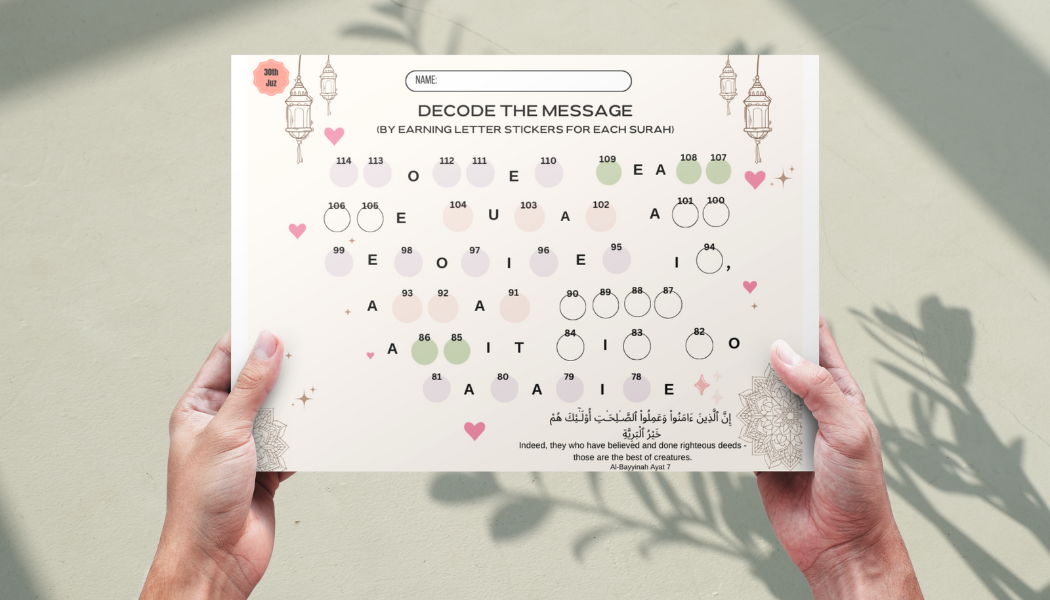 30th
Juz
NAME:
DECODE THE MESSAGE
(BY EARNING LETTER STICKERS FOR EACH SURAH)
114 113 O 112 111 E 110 109 E A 108 107
106 105 E 104 U 103 A 102 A 101 100
99 E 98 O 97 I 96 E 95 I 94 ,
A 93 92 A 91 90 89 88 87
A 86 85 I T 84 I 83 82 O
81 A 80 A 79 I 78 E
إِنَّ ٱلَّذِينَ ءَامَنُوا۟ وَعَمِلُوا۟ ٱلصَّـٰلِحَـٰتِ أُو۟لَـٰٓئِكَ هُمْ
خَيْرُ ٱلْبَرِيَّةِ
Indeed, they who have believed and done righteous deeds -
those are the best of creatures.
Al-Bayyinah Ayat 7